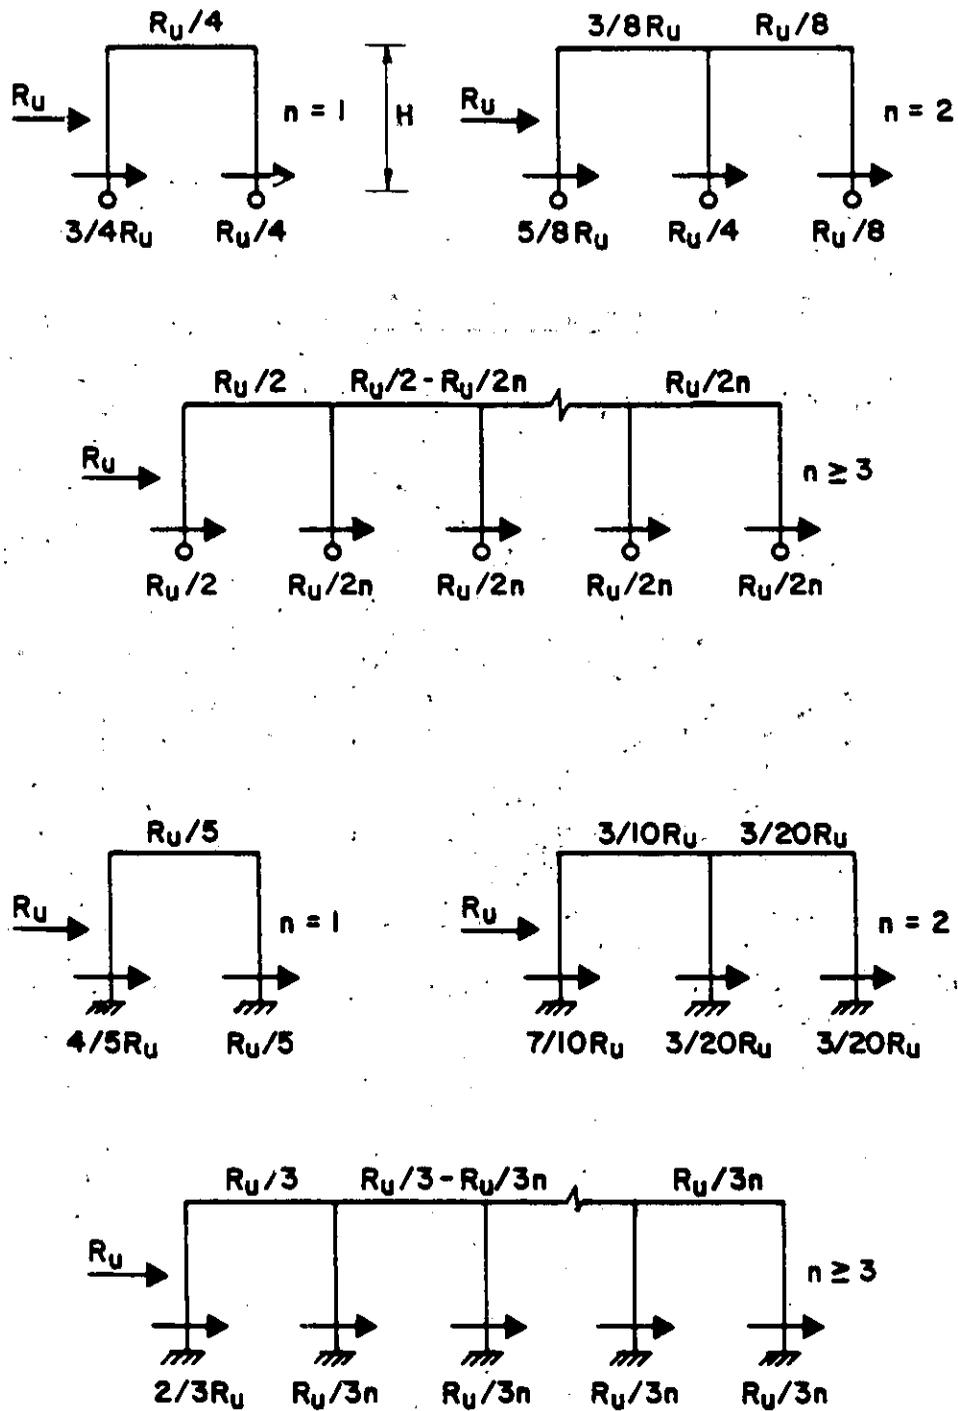 Ru/4
Ru
n = 1
H
3/4Ru Ru/4
3/8Ru Ru/8
Ru
n = 2
5/8Ru Ru/4 Ru/8
Ru/2 Ru/2-Ru/2n Ru/2n
Ru
n ≥ 3
Ru/2 Ru/2n Ru/2n Ru/2n Ru/2n
Ru/5
Ru
n = 1
4/5Ru Ru/5
3/10Ru 3/20Ru
Ru
n = 2
7/10Ru 3/20Ru 3/20Ru
Ru/3 Ru/3-Ru/3n Ru/3n
Ru
n ≥ 3
2/3Ru Ru/3n Ru/3n Ru/3n Ru/3n